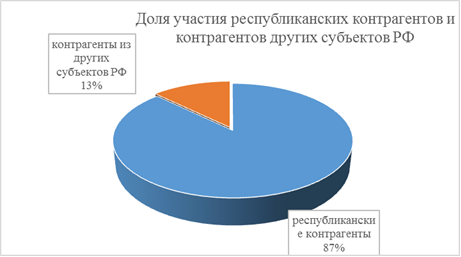 Доля участия республиканских контрагентов и
контрагентов других субъектов РФ
контрагенты из
других
субъектов РФ
13%
республикански
е контрагенты
87%